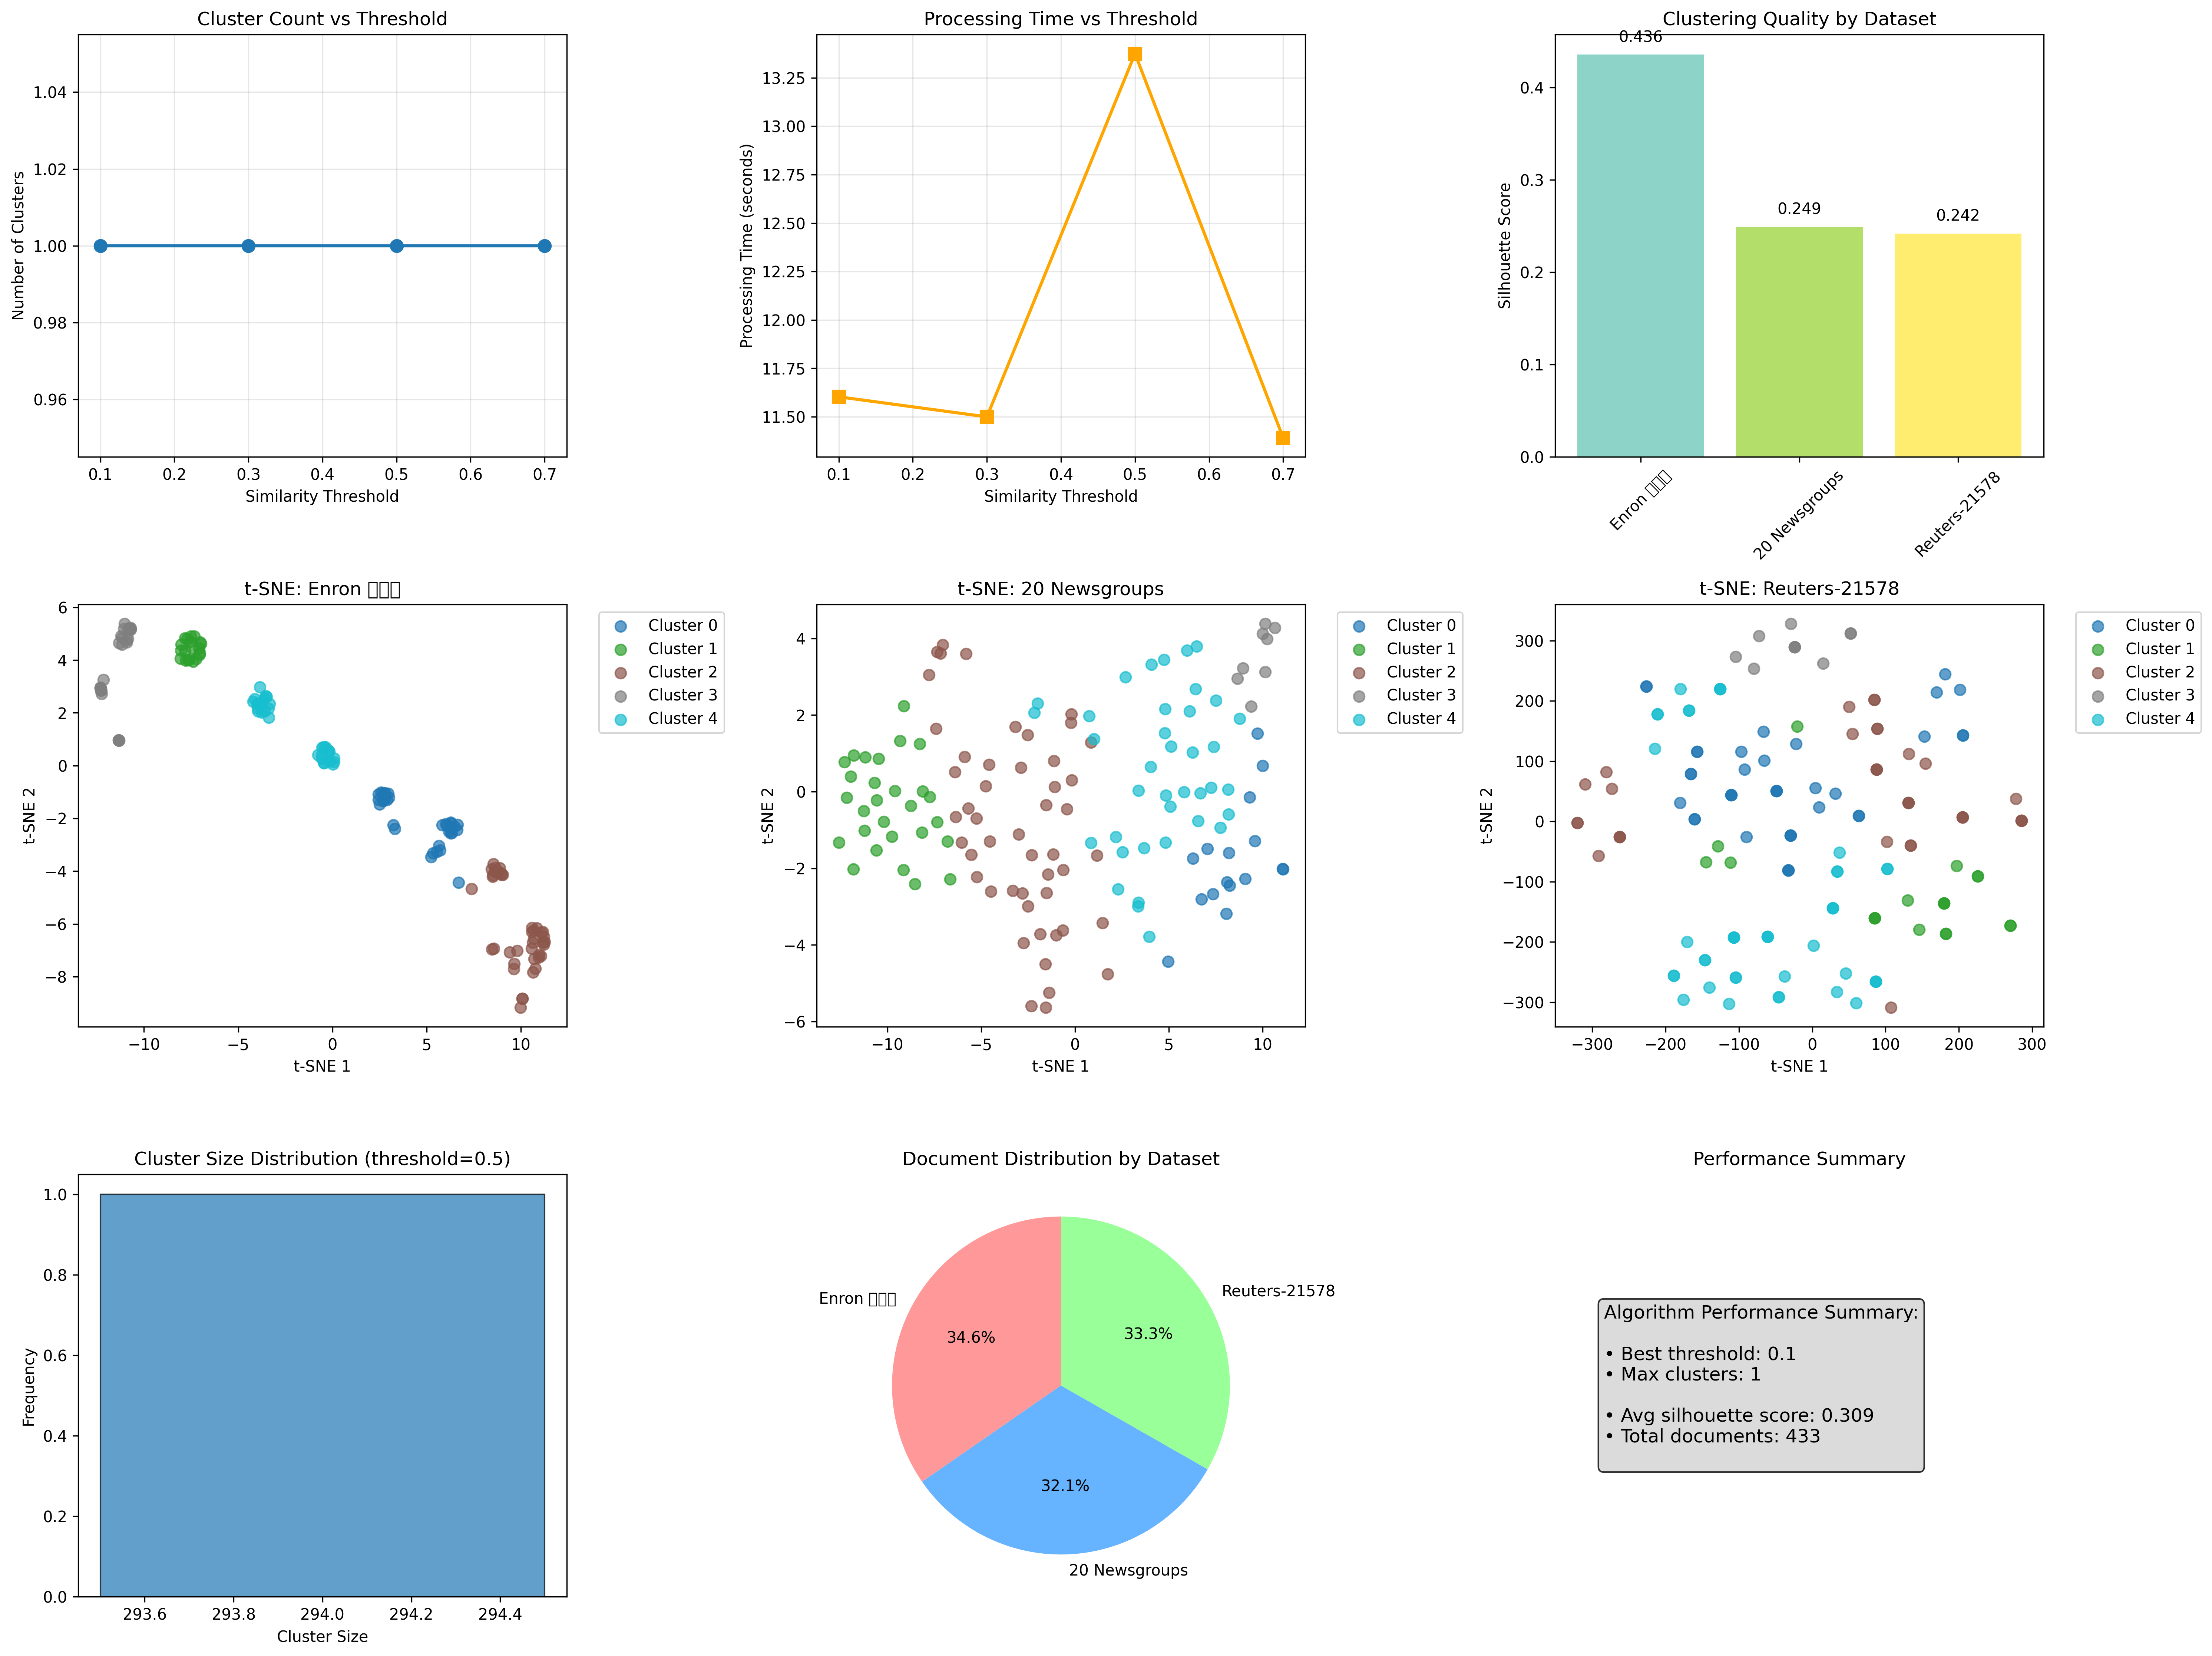 Cluster Count vs Threshold
Number of Clusters
1.04
1.02
1.00
0.98
0.96
0.1 0.2 0.3 0.4 0.5 0.6 0.7
Similarity Threshold
Processing Time vs Threshold
Processing Time (seconds)
13.25
13.00
12.75
12.50
12.25
12.00
11.75
11.50
0.1 0.2 0.3 0.4 0.5 0.6 0.7
Similarity Threshold
Clustering Quality by Dataset
Silhouette Score
0.4
0.3
0.2
0.1
0.0
0.436
0.249
0.242
Enron □□□
20 Newsgroups
Reuters-21578
t-SNE: Enron □□□
t-SNE 2
6
4
2
0
−2
−4
−6
−8
−10 −5 0 5 10
t-SNE 1
Cluster 0
Cluster 1
Cluster 2
Cluster 3
Cluster 4
t-SNE: 20 Newsgroups
t-SNE 2
4
2
0
−2
−4
−6
−10 −5 0 5 10
t-SNE 1
Cluster 0
Cluster 1
Cluster 2
Cluster 3
Cluster 4
t-SNE: Reuters-21578
t-SNE 2
300
200
100
0
−100
−200
−300
−300 −200 −100 0 100 200 300
t-SNE 1
Cluster 0
Cluster 1
Cluster 2
Cluster 3
Cluster 4
Cluster Size Distribution (threshold=0.5)
Frequency
1.0
0.8
0.6
0.4
0.2
0.0
293.6 293.8 294.0 294.2 294.4
Cluster Size
Document Distribution by Dataset
Enron □□□
34.6%
Reuters-21578
33.3%
32.1%
20 Newsgroups
Performance Summary
Algorithm Performance Summary:
• Best threshold: 0.1
• Max clusters: 1
• Avg silhouette score: 0.309
• Total documents: 433